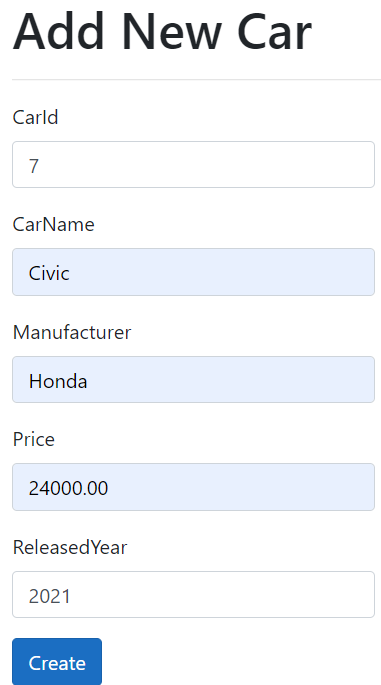 Add New Car
CarId
7
CarName
Civic
Manufacturer
Honda
Price
24000.00
ReleasedYear
2021
Create